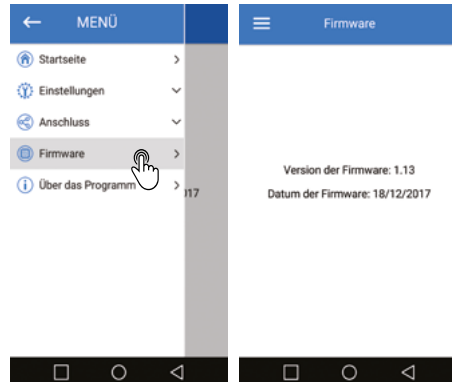 MENÜ
Startseite
Einstellungen
Anschluss
Firmware
Über das Programm
017
Firmware
Version der Firmware: 1.13
Datum der Firmware: 18/12/2017